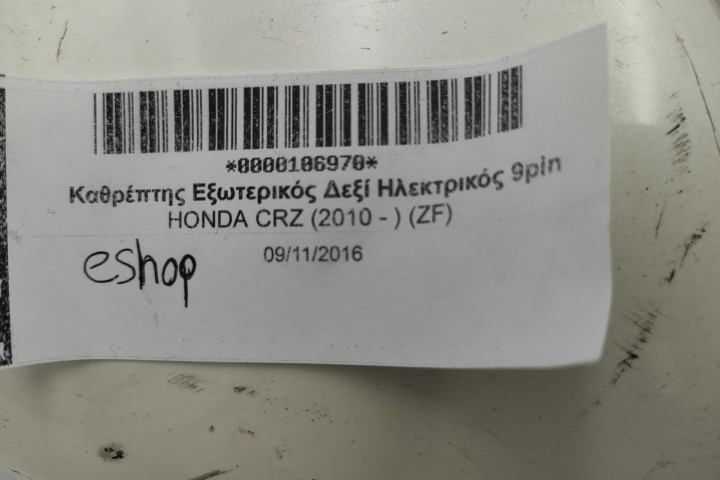 *0000106970*
Καθρέπτης Εξωτερικός Δεξί Ηλεκτρικός 9pin
HONDA CRZ (2010 - ) (ZF)
09/11/2016
eshop